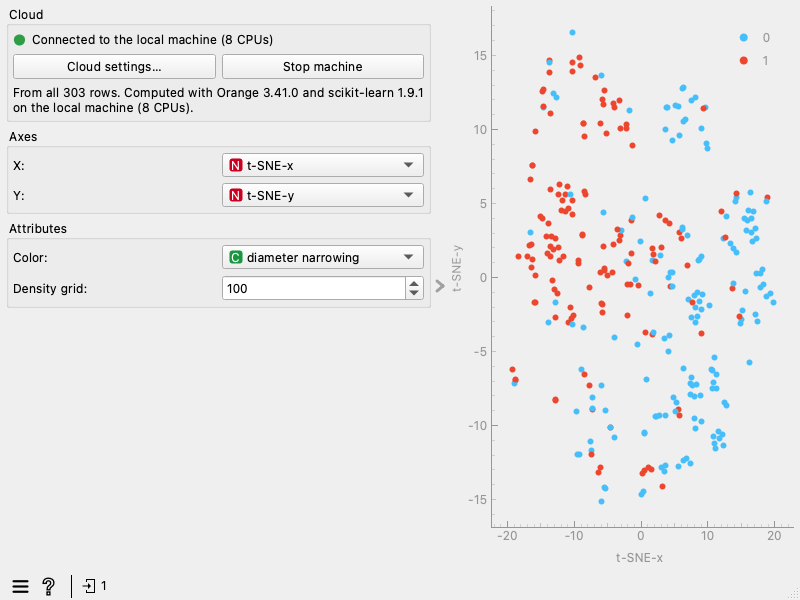 Cloud
Connected to the local machine (8 CPUs)
Cloud settings...
Stop machine
From all 303 rows. Computed with Orange 3.41.0 and scikit-learn 1.9.1
on the local machine (8 CPUs).
Axes
X:
N t-SNE-x
Y:
N t-SNE-y
Attributes
Color:
C diameter narrowing
Density grid:
100
0
1
t-SNE-y
15
10
5
0
-5
-10
-15
-20
-10
0
10
20
t-SNE-x
? 1